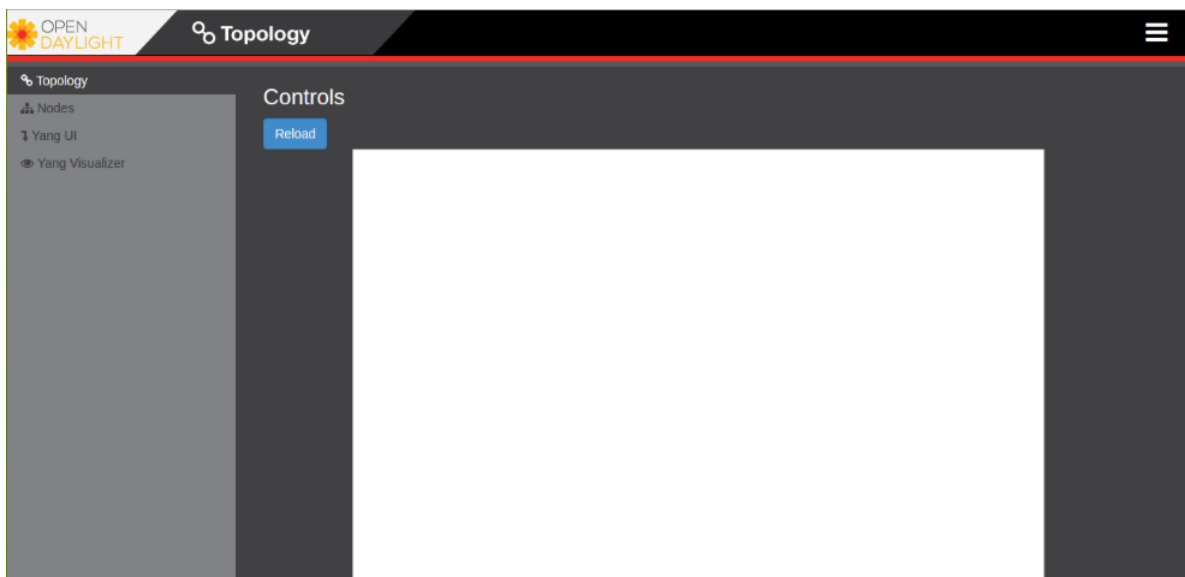 OPEN
DAYLIGHT
Topology
Topology
Nodes
Yang UI
Yang Visualizer
Controls
Reload